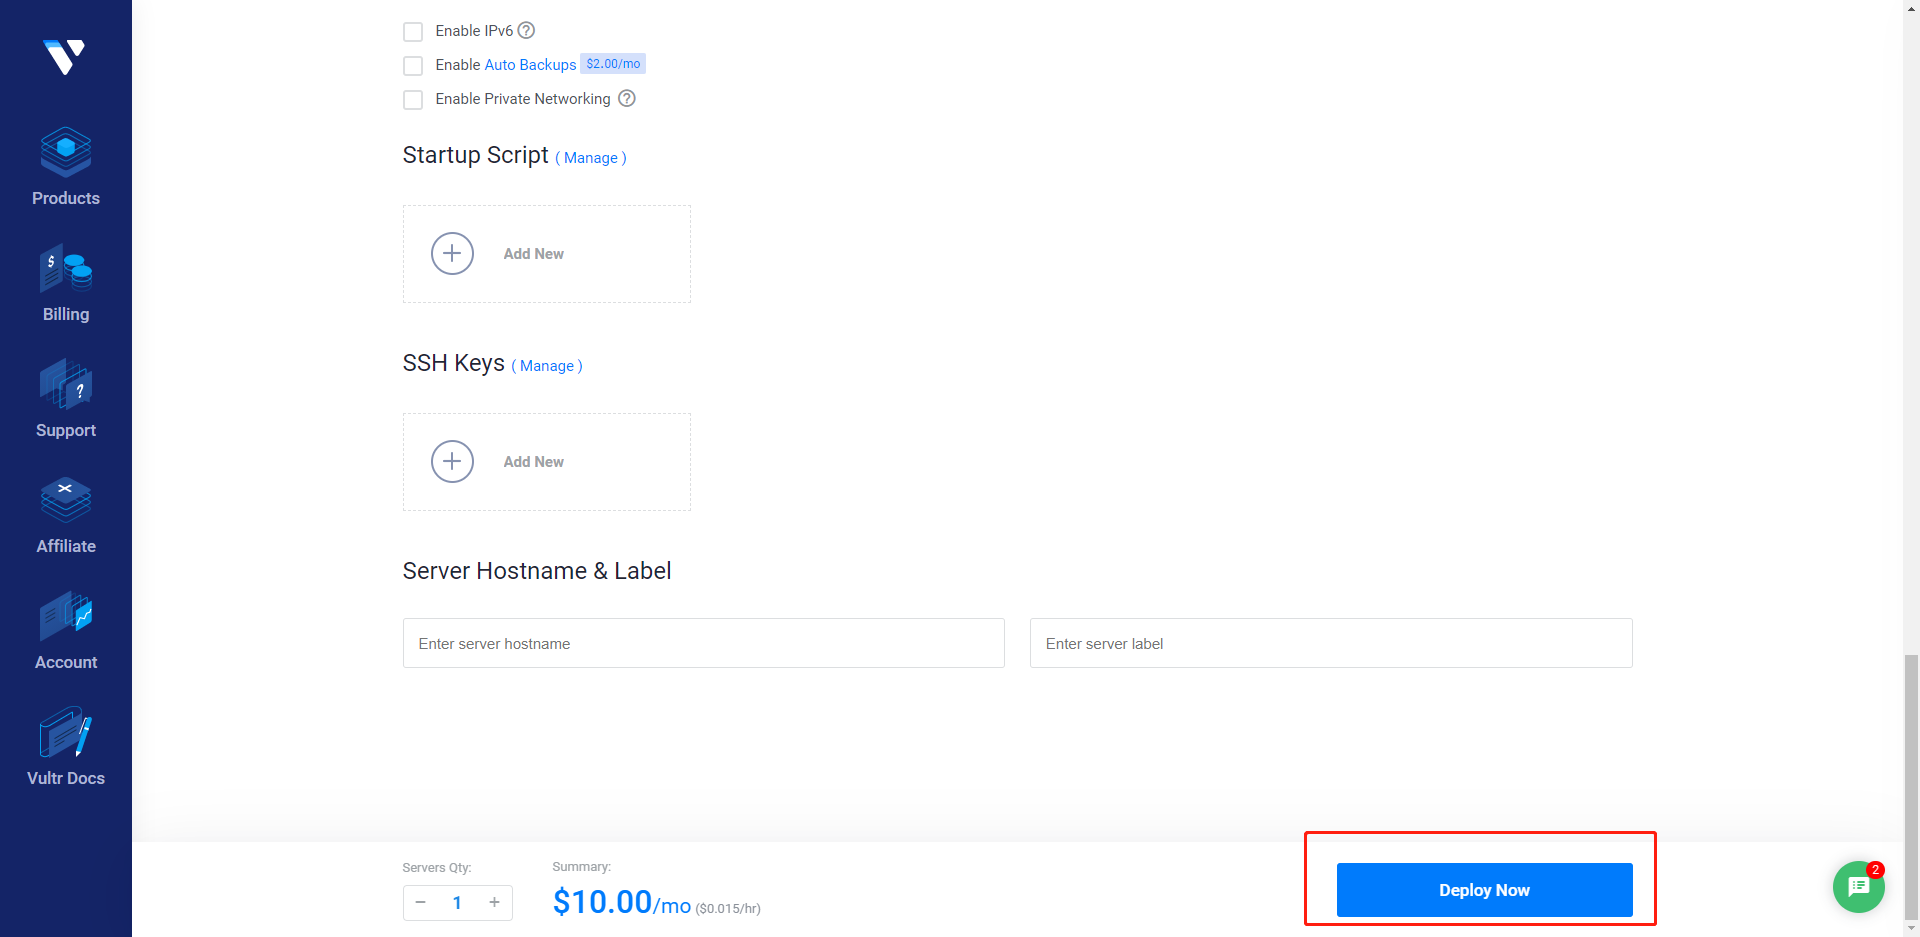 Products
Billing
Support
Affiliate
Account
Vultr Docs
Enable IPv6 ?
Enable Auto Backups $2.00/mo
Enable Private Networking ?
Startup Script ( Manage )
Add New
SSH Keys ( Manage )
Add New
Server Hostname & Label
Enter server hostname
Enter server label
Servers Qty:
− 1 +
Summary:
$10.00/mo ($0.015/hr)
Deploy Now
2